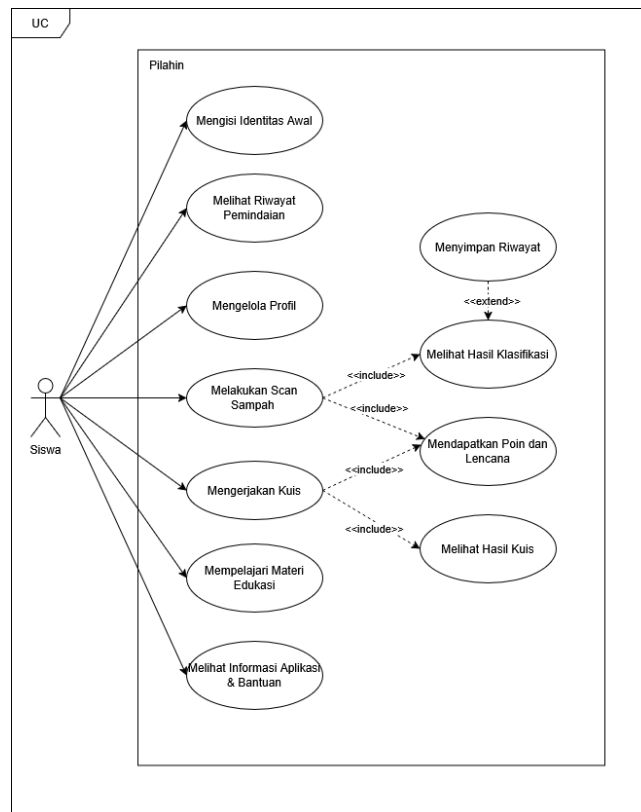 UC
Pilahin
Mengisi Identitas Awal
Melihat Riwayat
Pemindaian
Menyimpan Riwayat
Mengelola Profil
<<extend>>
Melihat Hasil Klasifikasi
<<include>>
Melakukan Scan
Sampah
<<include>>
Siswa
Mendapatkan Poin dan
Lencana
<<include>>
Mengerjakan Kuis
<<include>>
Melihat Hasil Kuis
Mempelajari Materi
Edukasi
Melihat Informasi Aplikasi
& Bantuan